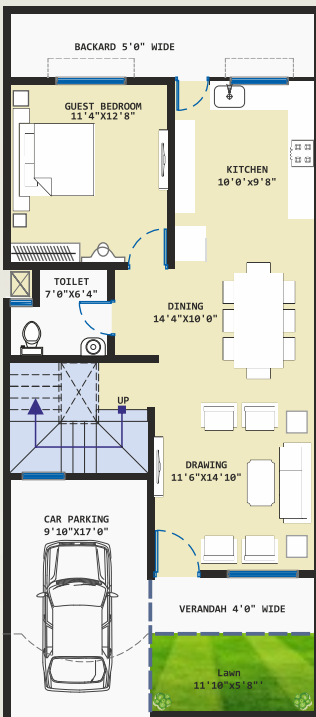 BACKARD 5'0" WIDE
GUEST BEDROOM
11'4"X12'8"
KITCHEN
10'0'x9'8"
TOILET
7'0"X6'4"
DINING
14'4"X10'0"
UP
DRAWING
11'6"X14'10"
CAR PARKING
9'10"X17'0"
VERANDAH 4'0" WIDE
Lawn
11'10"x5'8"'